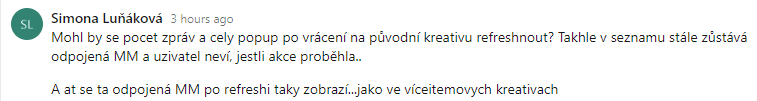 SL
Simona Luňáková 3 hours ago
Mohl by se pocet zpráv a cely popup po vrácení na původní kreativu refreshnout? Takhle v seznamu stále zůstává
odpojená MM a uzivatel neví, jestli akce proběhla..
A at se ta odpojená MM po refreshi taky zobrazí...jako ve víceitemovych kreativach